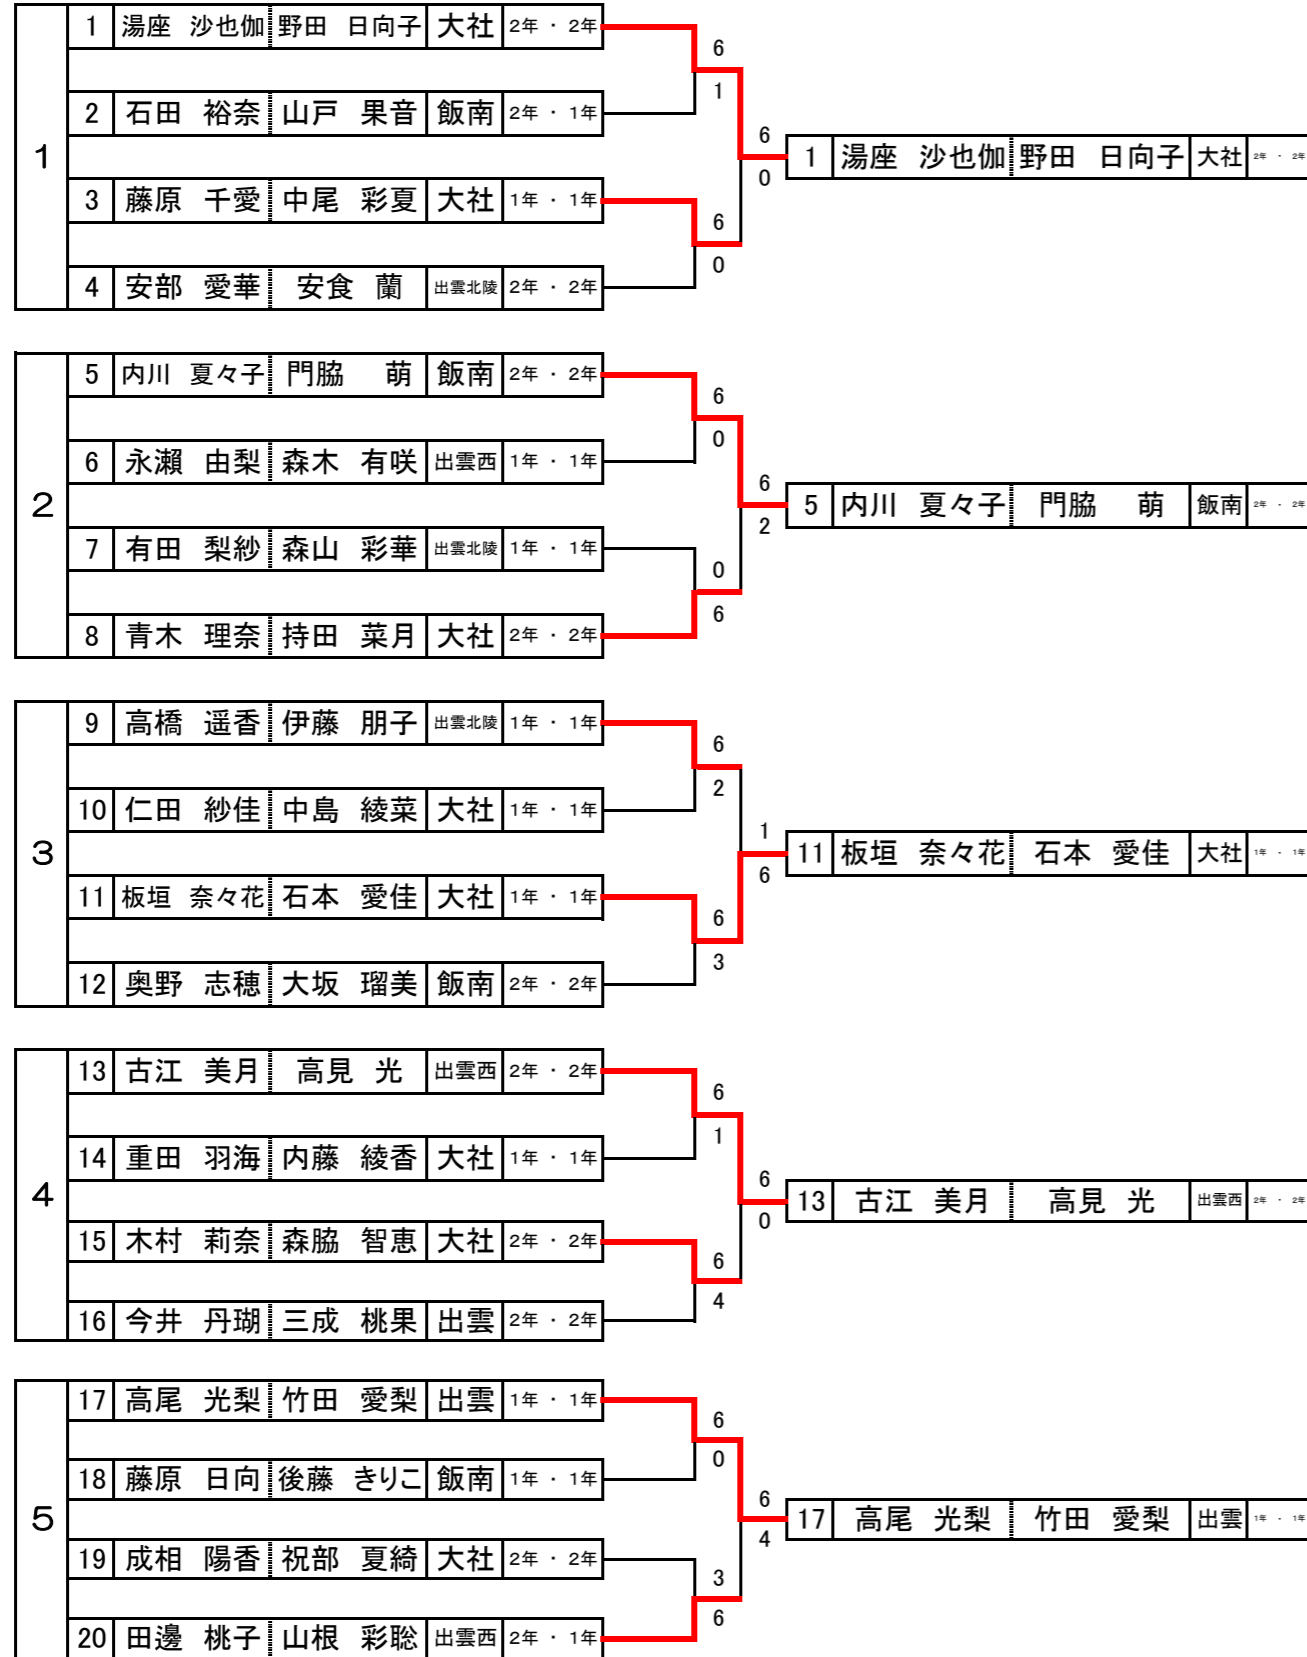 1 湯座 沙也伽 野田 日向子 大社 2年 ・ 2年
6
1
2 石田 裕奈 山戸 果音 飯南 2年 ・ 1年
6
1
1 湯座 沙也伽 野田 日向子 大社 2年 ・ 2年
0
3 藤原 千愛 中尾 彩夏 大社 1年 ・ 1年
6
0
4 安部 愛華 安食 蘭 出雲北陵 2年 ・ 2年
5 内川 夏々子 門脇 萌 飯南 2年 ・ 2年
6
0
6 永瀬 由梨 森木 有咲 出雲西 1年 ・ 1年
6
2
5 内川 夏々子 門脇 萌 飯南 2年 ・ 2年
2
7 有田 梨紗 森山 彩華 出雲北陵 1年 ・ 1年
0
6
8 青木 理奈 持田 菜月 大社 2年 ・ 2年
9 高橋 遥香 伊藤 朋子 出雲北陵 1年 ・ 1年
6
2
10 仁田 紗佳 中島 綾菜 大社 1年 ・ 1年
1
3
11 板垣 奈々花 石本 愛佳 大社 1年 ・ 1年
6
11 板垣 奈々花 石本 愛佳 大社 1年 ・ 1年
6
3
12 奥野 志穂 大坂 瑠美 飯南 2年 ・ 2年
13 古江 美月 高見 光 出雲西 2年 ・ 2年
6
1
14 重田 羽海 内藤 綾香 大社 1年 ・ 1年
6
4
13 古江 美月 高見 光 出雲西 2年 ・ 2年
0
15 木村 莉奈 森脇 智恵 大社 2年 ・ 2年
6
4
16 今井 丹瑚 三成 桃果 出雲 2年 ・ 2年
17 高尾 光梨 竹田 愛梨 出雲 1年 ・ 1年
6
0
18 藤原 日向 後藤 きりこ 飯南 1年 ・ 1年
6
5
17 高尾 光梨 竹田 愛梨 出雲 1年 ・ 1年
4
19 成相 陽香 祝部 夏綺 大社 2年 ・ 2年
3
6
20 田邊 桃子 山根 彩聡 出雲西 2年 ・ 1年